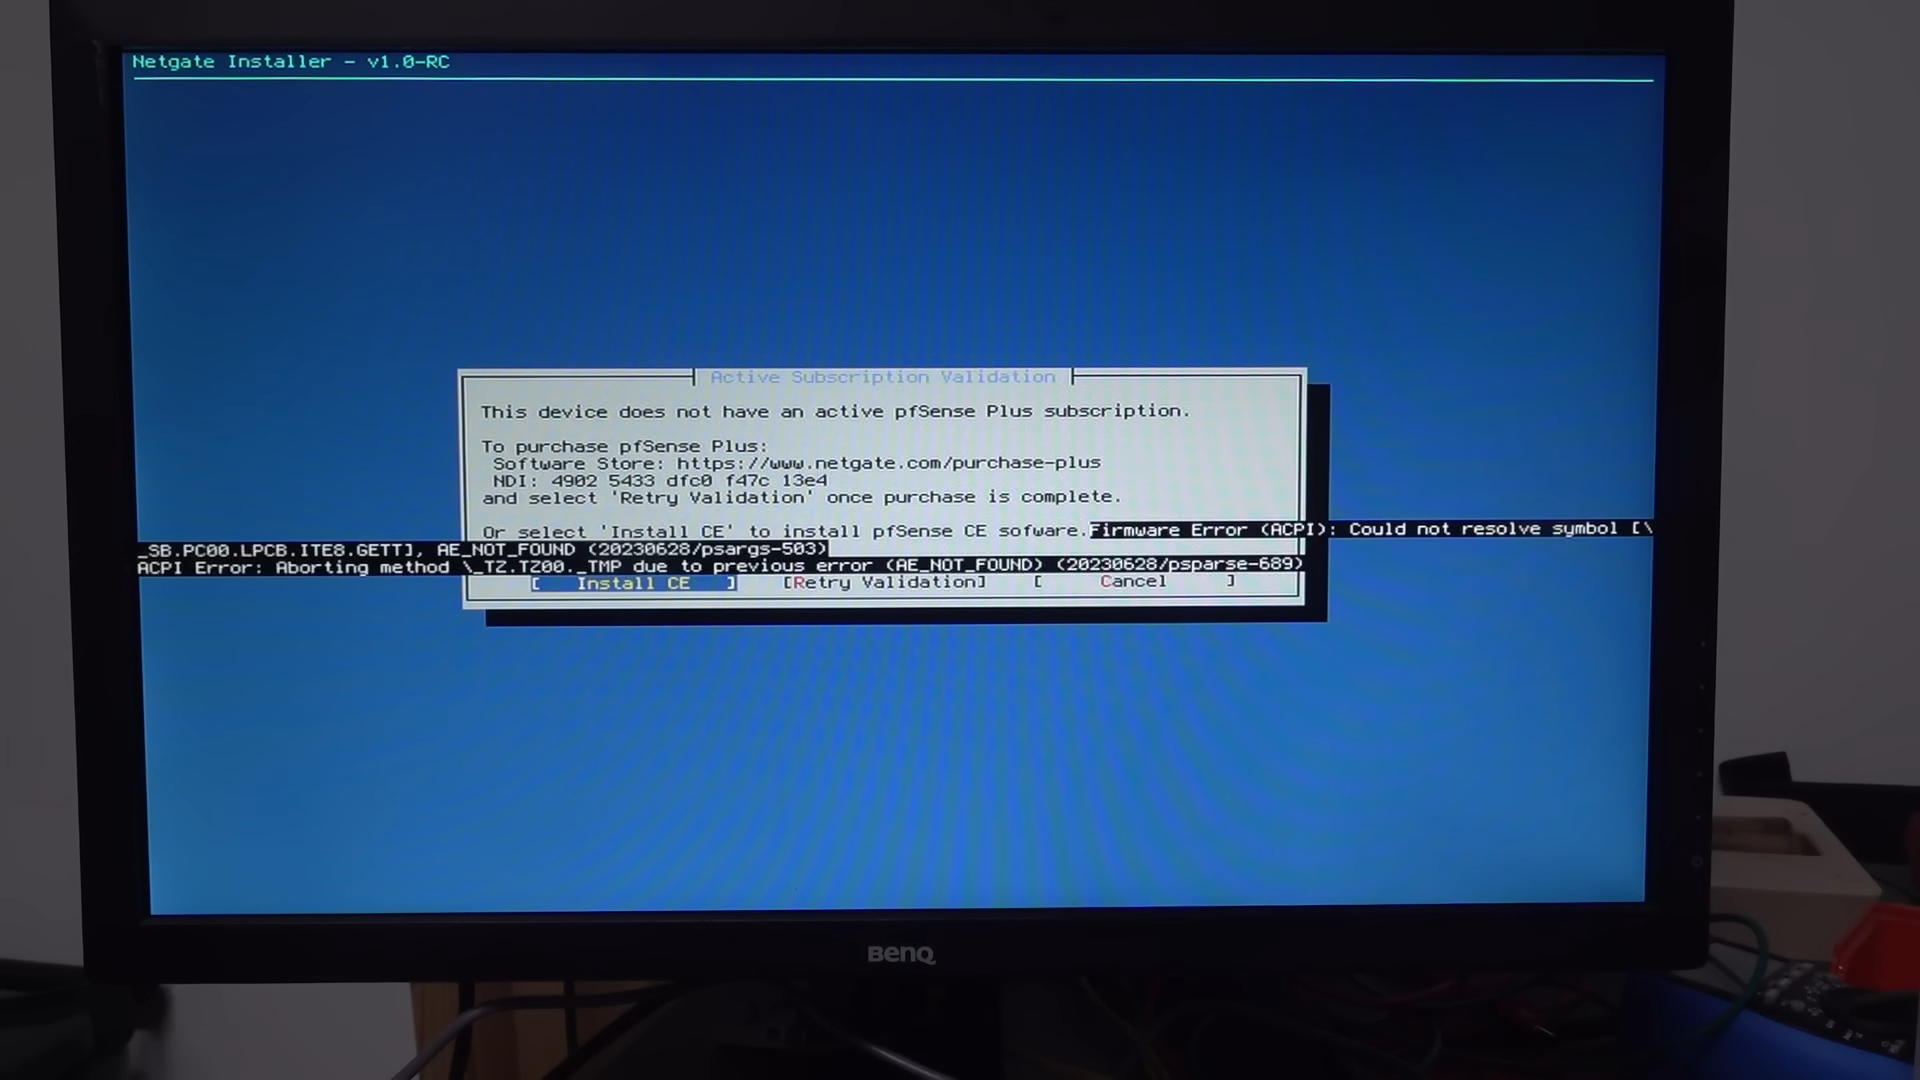 Netgate Installer - v1.0-RC
Active Subscription Validation
This device does not have an active pfSense Plus subscription.
To purchase pfSense Plus:
Software Store: https://www.netgate.com/purchase-plus
NDI: 4902 5433 dfc0 f47c 13e4
and select 'Retry Validation' once purchase is complete.
Or select 'Install CE' to install pfSense CE sofware.Firmware Error (ACPI): Could not resolve symbol [\
_SB.PC00.LPCB.ITE8.GETT], AE_NOT_FOUND (20230628/psargs-503)
ACPI Error: Aborting method \_TZ.TZ00._TMP due to previous error (AE_NOT_FOUND) (20230628/psparse-689)
[ Install CE ] [Retry Validation] [ Cancel ]
BenQ